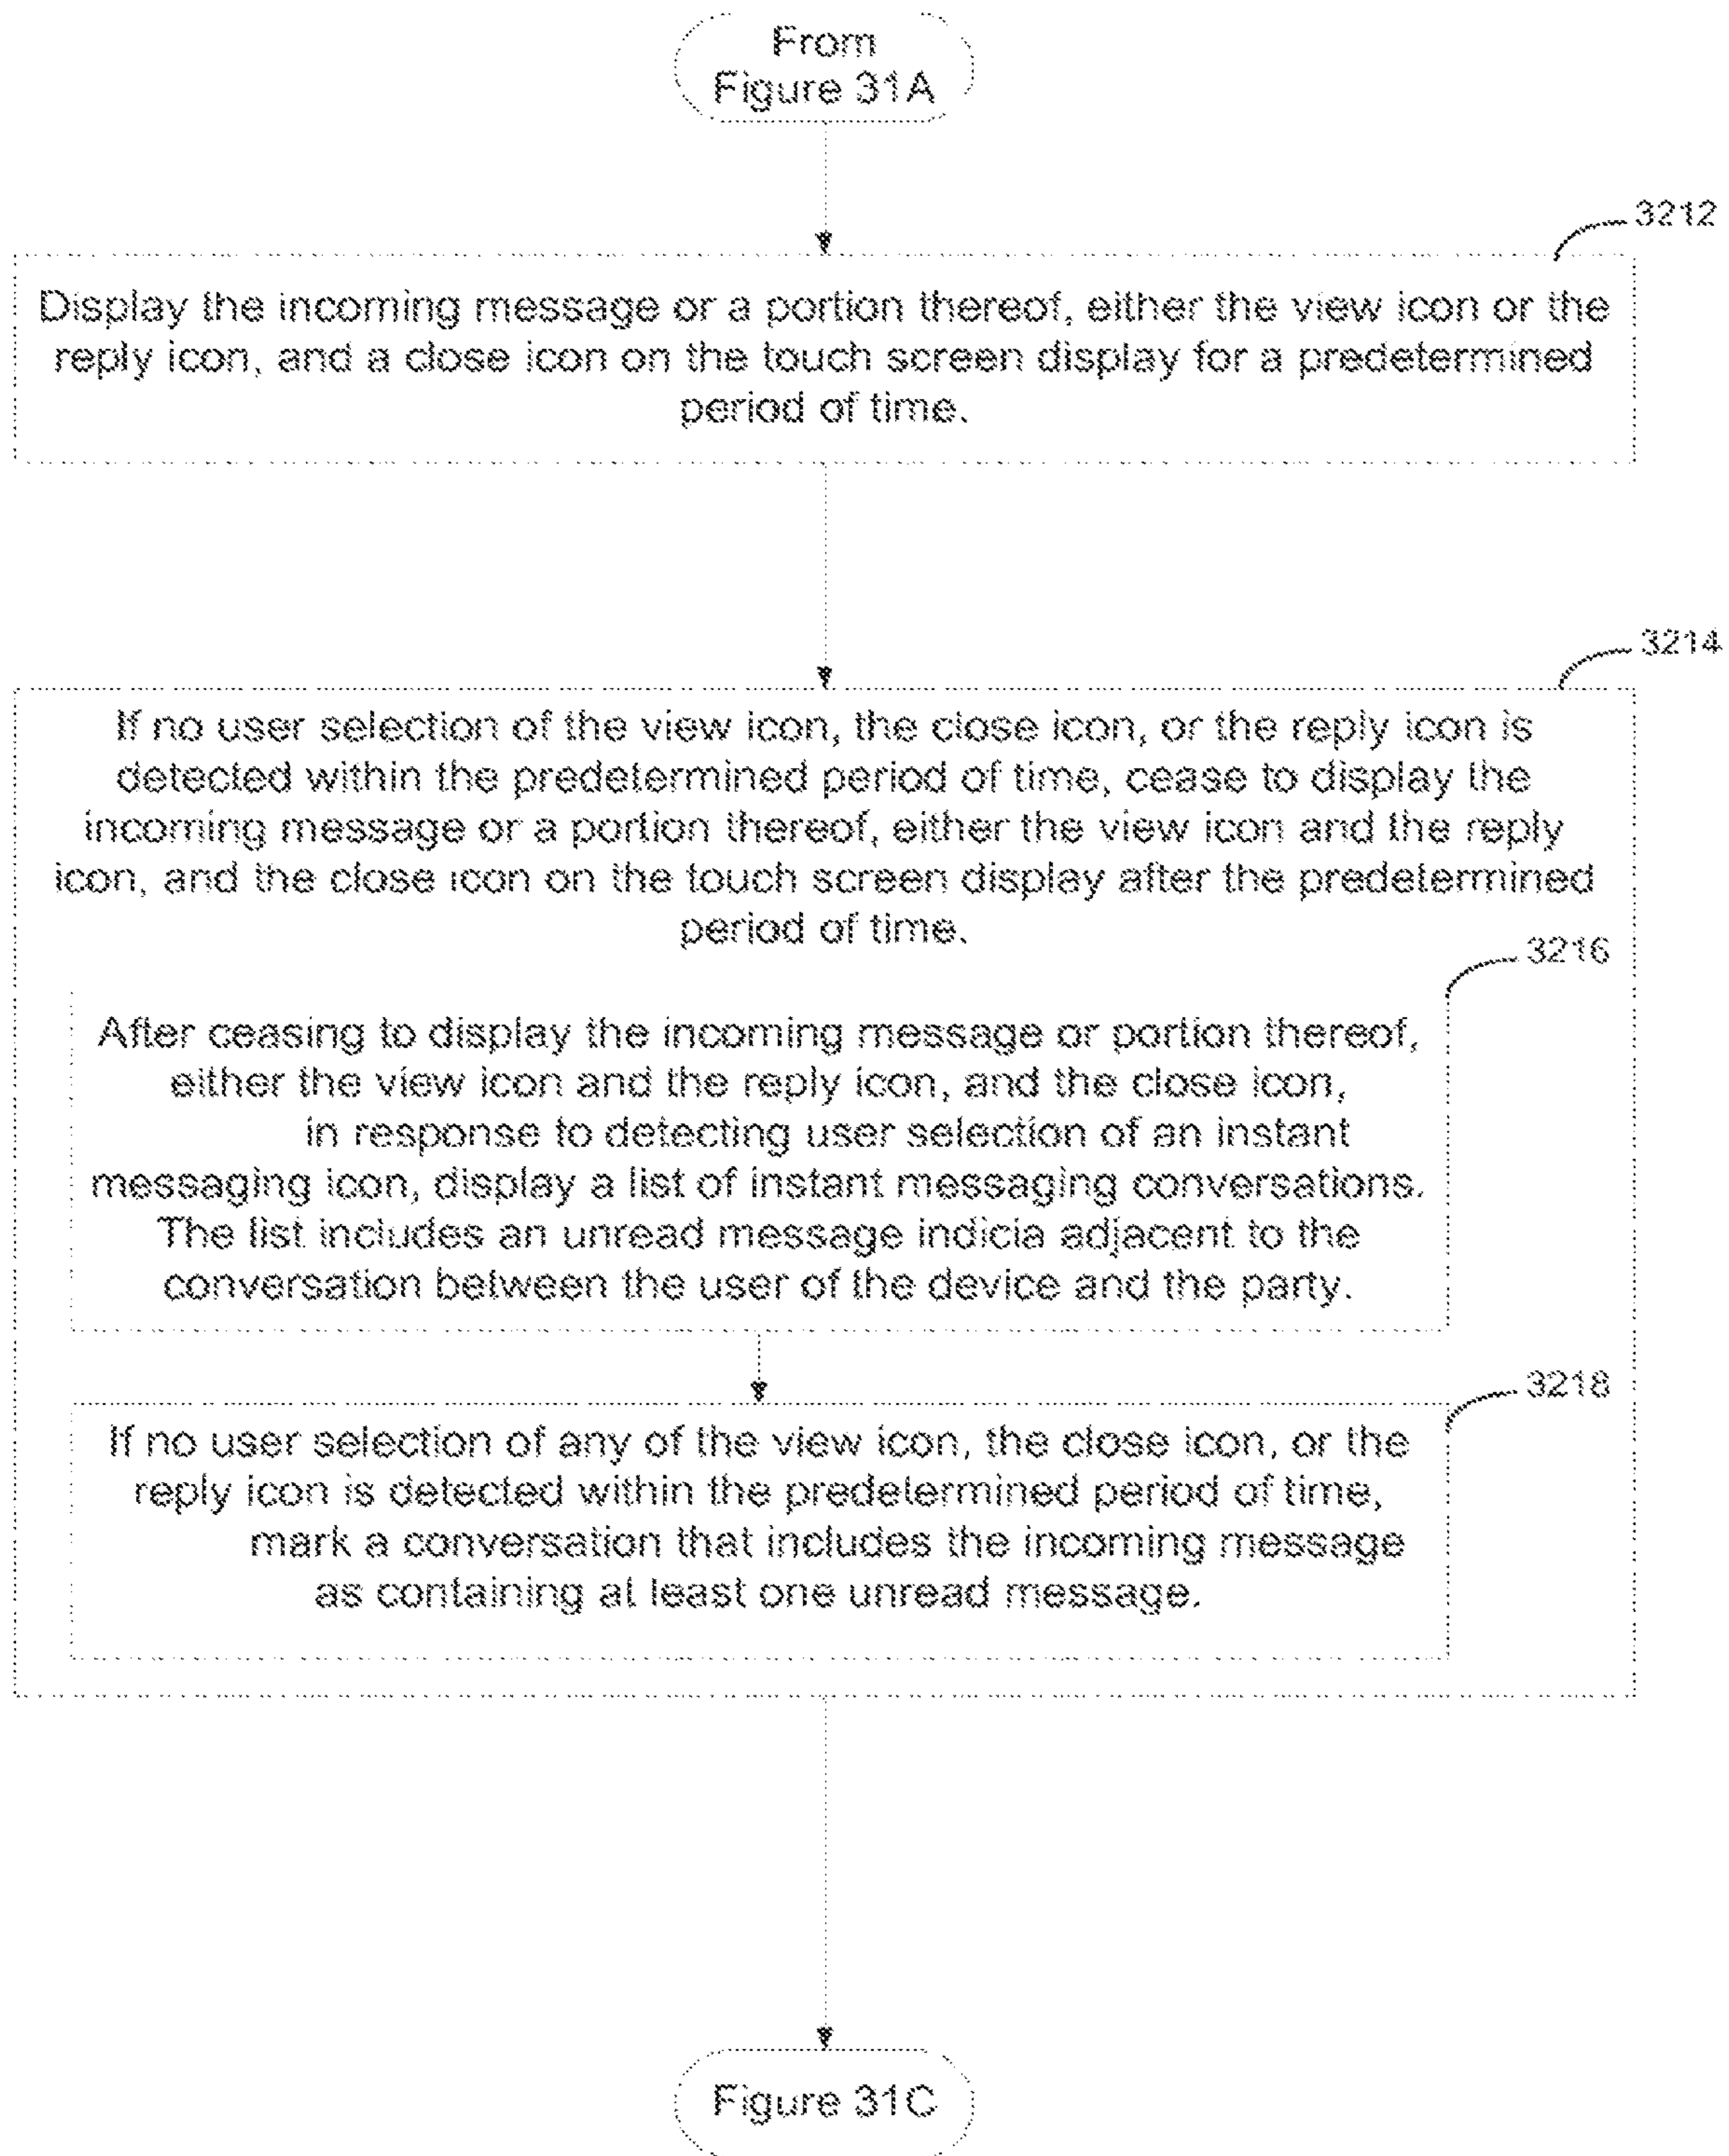 From
Figure 31A
3212
Display the incoming message or a portion thereof, either the view icon or the
reply icon, and a close icon on the touch screen display for a predetermined
period of time.
3214
If no user selection of the view icon, the close icon, or the reply icon is
detected within the predetermined period of time, cease to display the
incoming message or a portion thereof, either the view icon and the reply
icon, and the close icon on the touch screen display after the predetermined
period of time.
3216
After ceasing to display the incoming message or portion thereof,
either the view icon and the reply icon, and the close icon,
in response to detecting user selection of an instant
messaging icon, display a list of instant messaging conversations.
The list includes an unread message indicia adjacent to the
conversation between the user of the device and the party.
3218
If no user selection of any of the view icon, the close icon, or the
reply icon is detected within the predetermined period of time,
mark a conversation that includes the incoming message
as containing at least one unread message.
Figure 31C